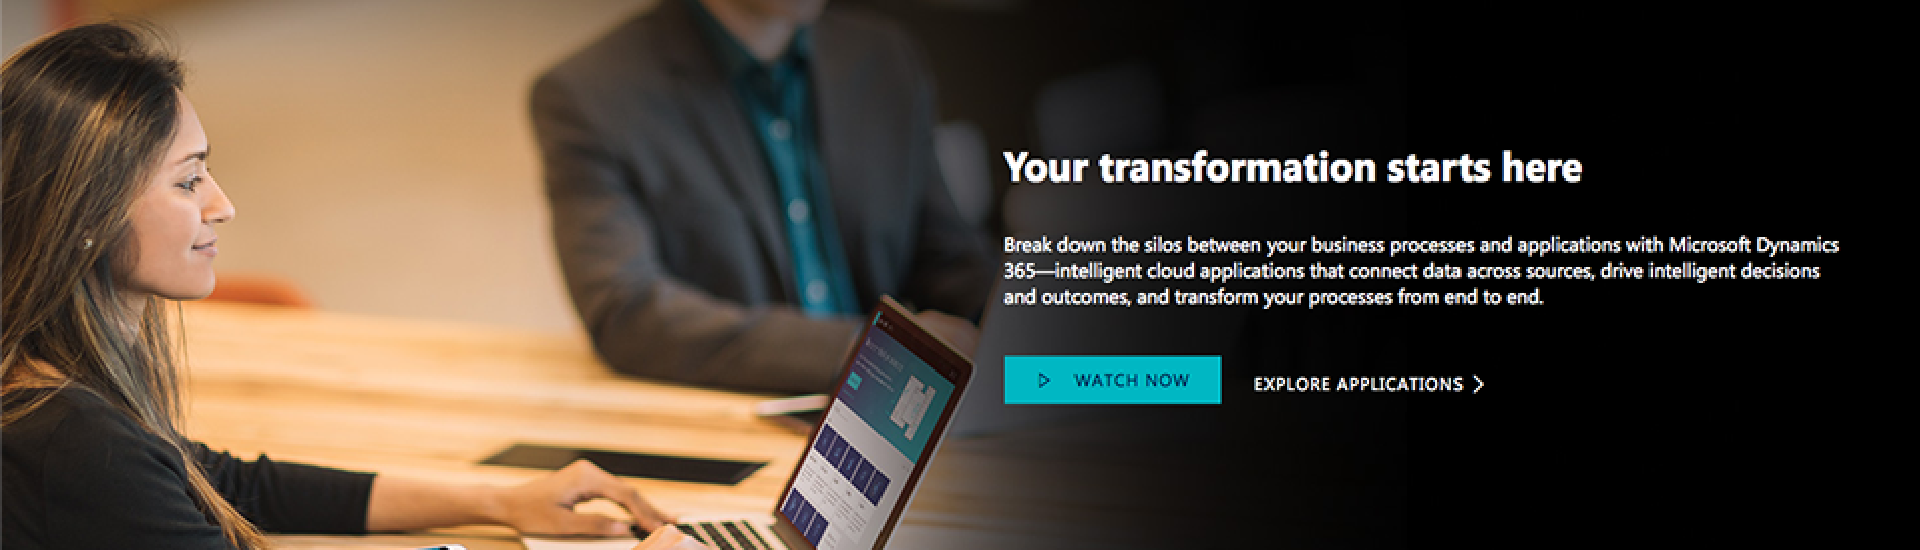 Your transformation starts here
Break down the silos between your business processes and applications with Microsoft Dynamics
365—intelligent cloud applications that connect data across sources, drive intelligent decisions
and outcomes, and transform your processes from end to end.
WATCH NOW
EXPLORE APPLICATIONS